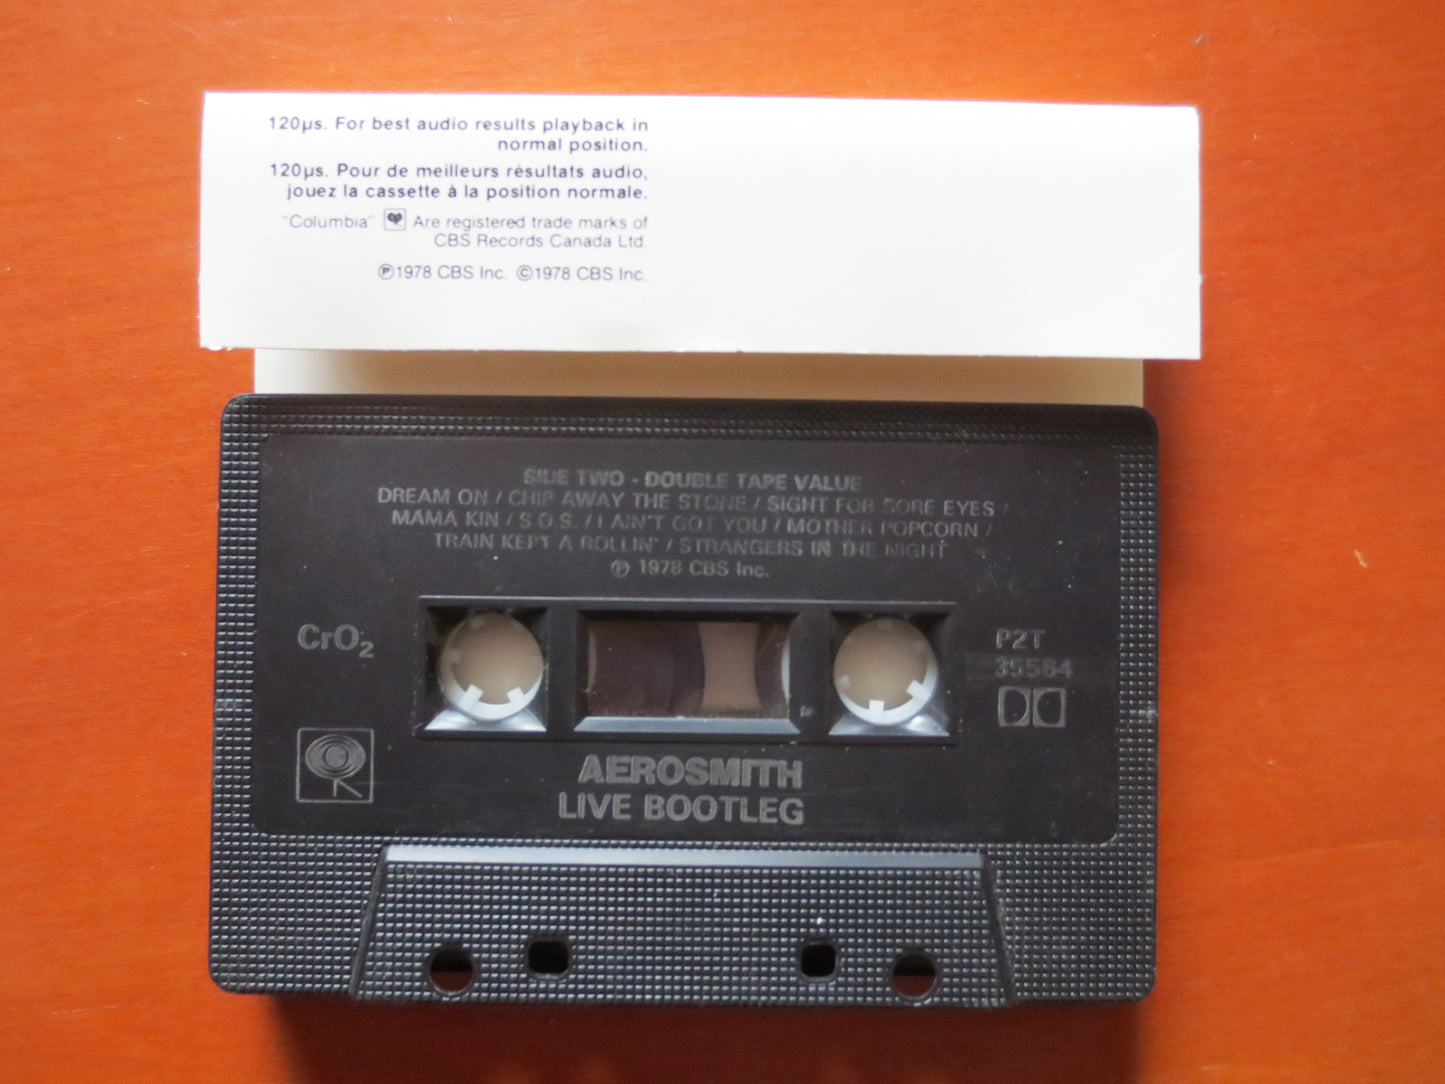 120µs. For best audio results playback in
normal position.
120µs. Pour de meilleurs résultats audio,
jouez la cassette à la position normale.
"Columbia" Are registered trade marks of
CBS Records Canada Ltd.
℗1978 CBS Inc. ©1978 CBS Inc.
SIDE TWO - DOUBLE TAPE VALUE
DREAM ON / CHIP AWAY THE STONE / SIGHT FOR SORE EYES /
MAMA KIN / S.O.S. / I AIN'T GOT YOU / MOTHER POPCORN /
TRAIN KEPT A ROLLIN' / STRANGERS IN THE NIGHT
℗ 1978 CBS Inc.
CrO2
P2T
35564
AEROSMITH
LIVE BOOTLEG